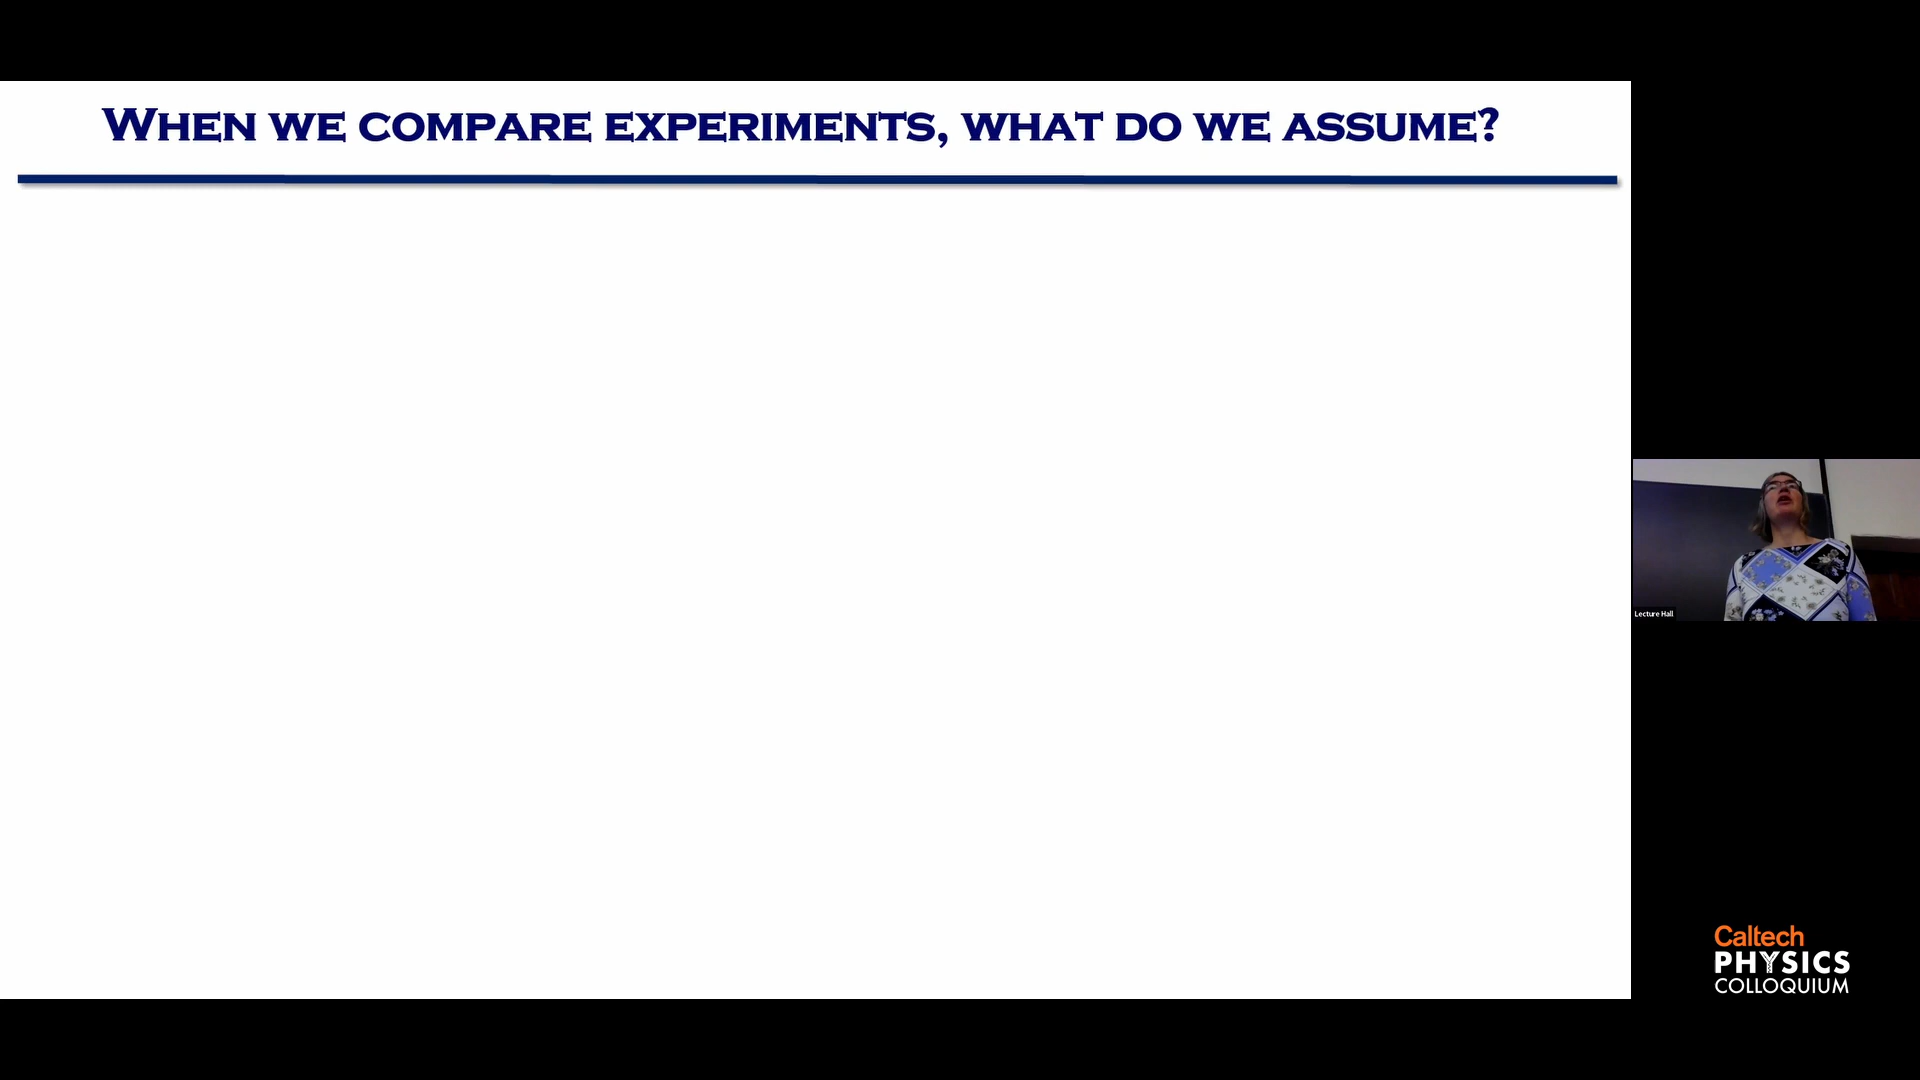 When we compare experiments, what do we assume?
Lecture Hall
Caltech
PHYSICS
COLLOQUIUM